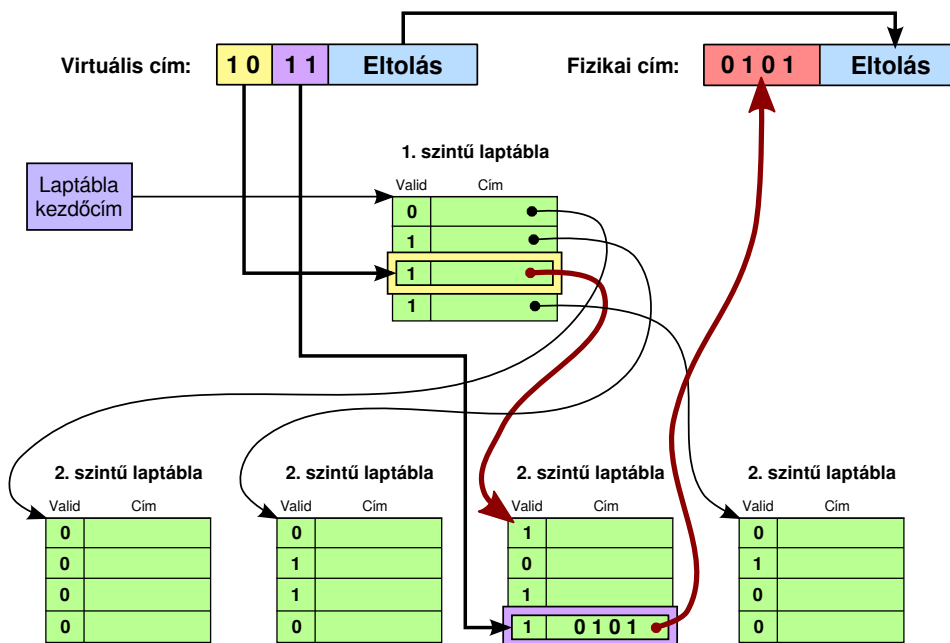 Virtuális cím: 1 0 1 1 Eltolás Fizikai cím: 0 1 0 1 Eltolás
1. szintű laptábla
Laptábla
kezdőcím
Valid Cím
0
1
1
1
2. szintű laptábla
Valid Cím
0
0
0
0
2. szintű laptábla
Valid Cím
0
1
1
0
2. szintű laptábla
Valid Cím
1
0
1
1 0 1 0 1
2. szintű laptábla
Valid Cím
0
1
0
0